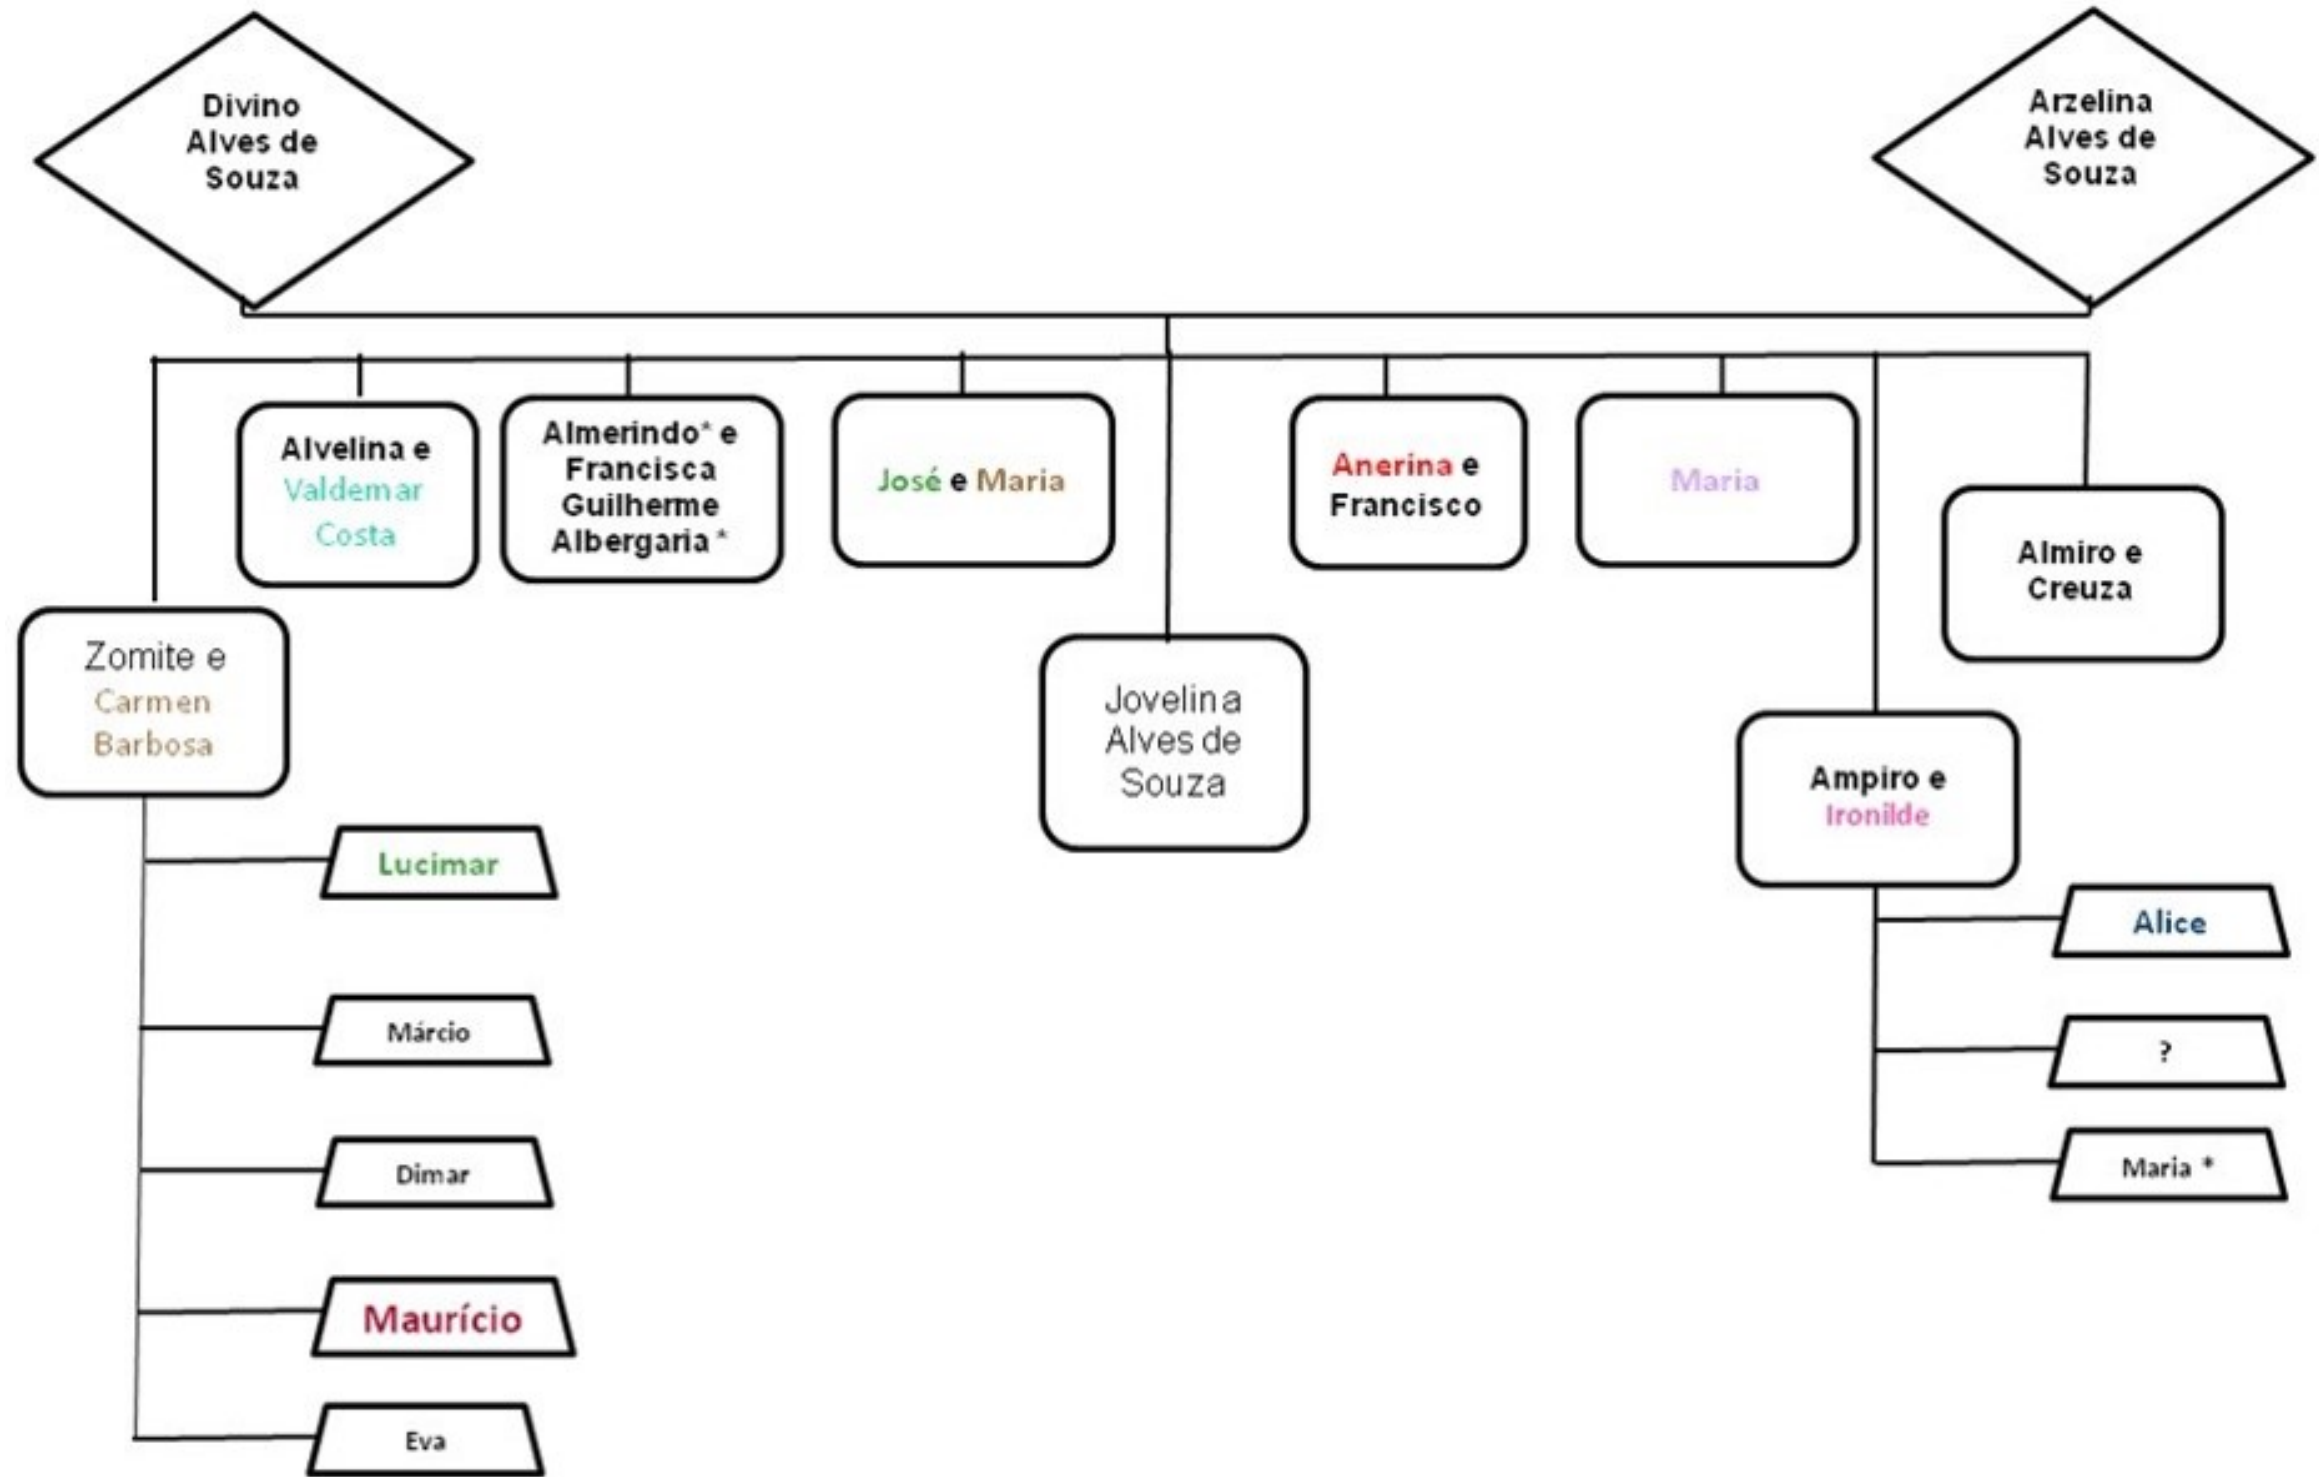 Divino
Alves de
Souza
Arzelina
Alves de
Souza
Alvelina e
Valdemar
Costa
Almerindo* e
Francisca
Guilherme
Albergaria *
José e Maria
Anerina e
Francisco
Maria
Almiro e
Creuza
Zomite e
Carmen
Barbosa
Jovelina
Alves de
Souza
Ampiro e
Ironilde
Lucimar
Márcio
Dimar
Maurício
Eva
Alice
?
Maria *